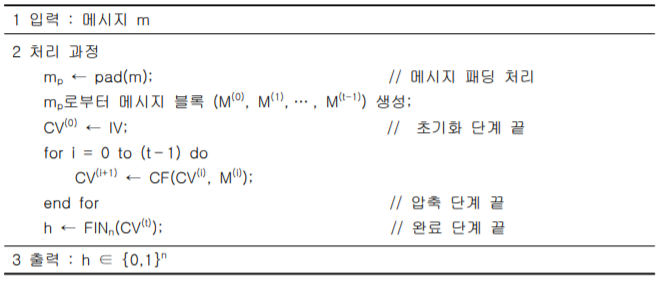 1 입력 : 메시지 m
2 처리 과정
mₚ ← pad(m); // 메시지 패딩 처리
mₚ로부터 메시지 블록 (M⁽⁰⁾, M⁽¹⁾, ⋯ , M⁽ᵗ⁻¹⁾) 생성;
CV⁽⁰⁾ ← IV; // 초기화 단계 끝
for i = 0 to (t－1) do
CV⁽ⁱ⁺¹⁾ ← CF(CV⁽ⁱ⁾, M⁽ⁱ⁾);
end for // 압축 단계 끝
h ← FINₙ(CV⁽ᵗ⁾); // 완료 단계 끝
3 출력 : h ∈ {0,1}ⁿ